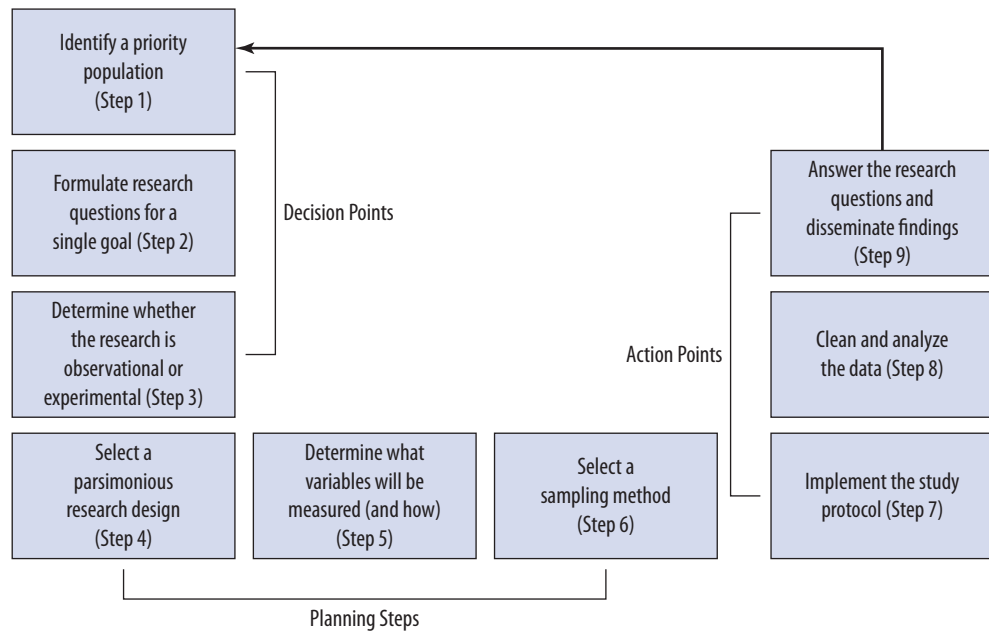 Identify a priority
population
(Step 1)
Formulate research
questions for a
single goal (Step 2)
Decision Points
Determine whether
the research is
observational or
experimental (Step 3)
Select a
parsimonious
research design
(Step 4)
Determine what
variables will be
measured (and how)
(Step 5)
Select a
sampling method
(Step 6)
Planning Steps
Answer the research
questions and
disseminate findings
(Step 9)
Action Points
Clean and analyze
the data (Step 8)
Implement the study
protocol (Step 7)